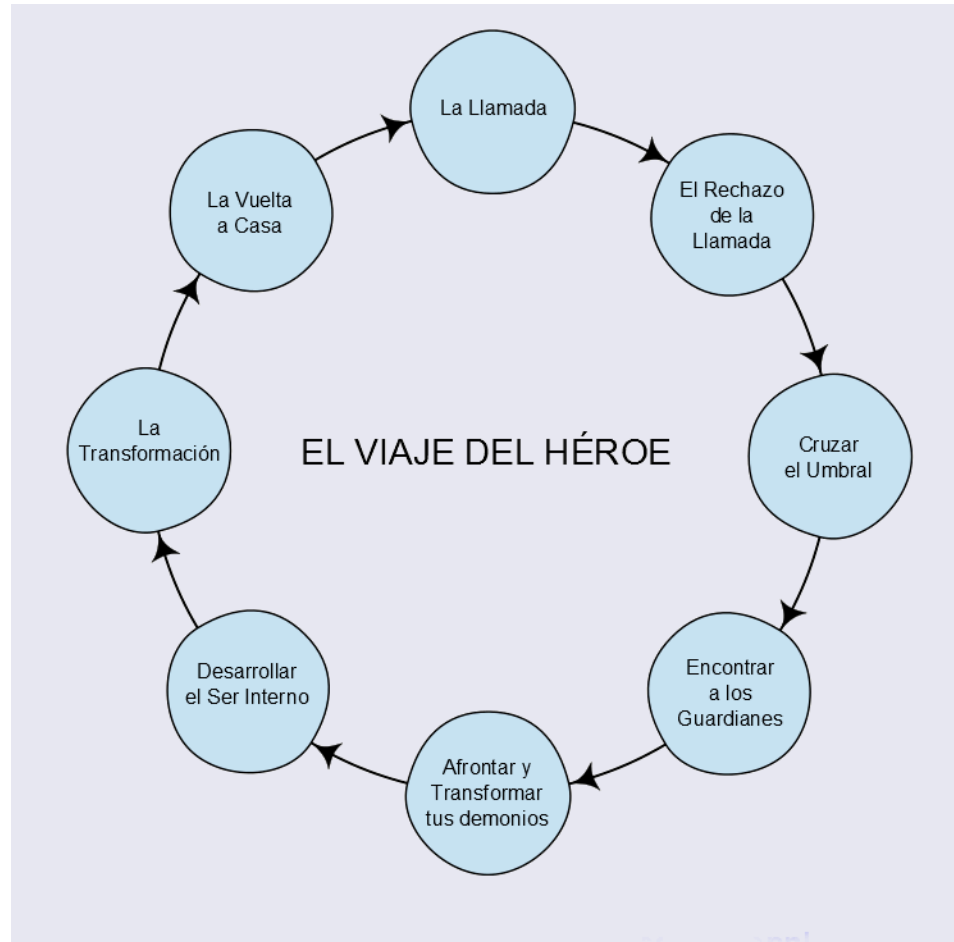 La Llamada
El Rechazo
de la
Llamada
Cruzar
el Umbral
Encontrar
a los
Guardianes
Afrontar y
Transformar
tus demonios
Desarrollar
el Ser Interno
La
Transformación
La Vuelta
a Casa
EL VIAJE DEL HÉROE